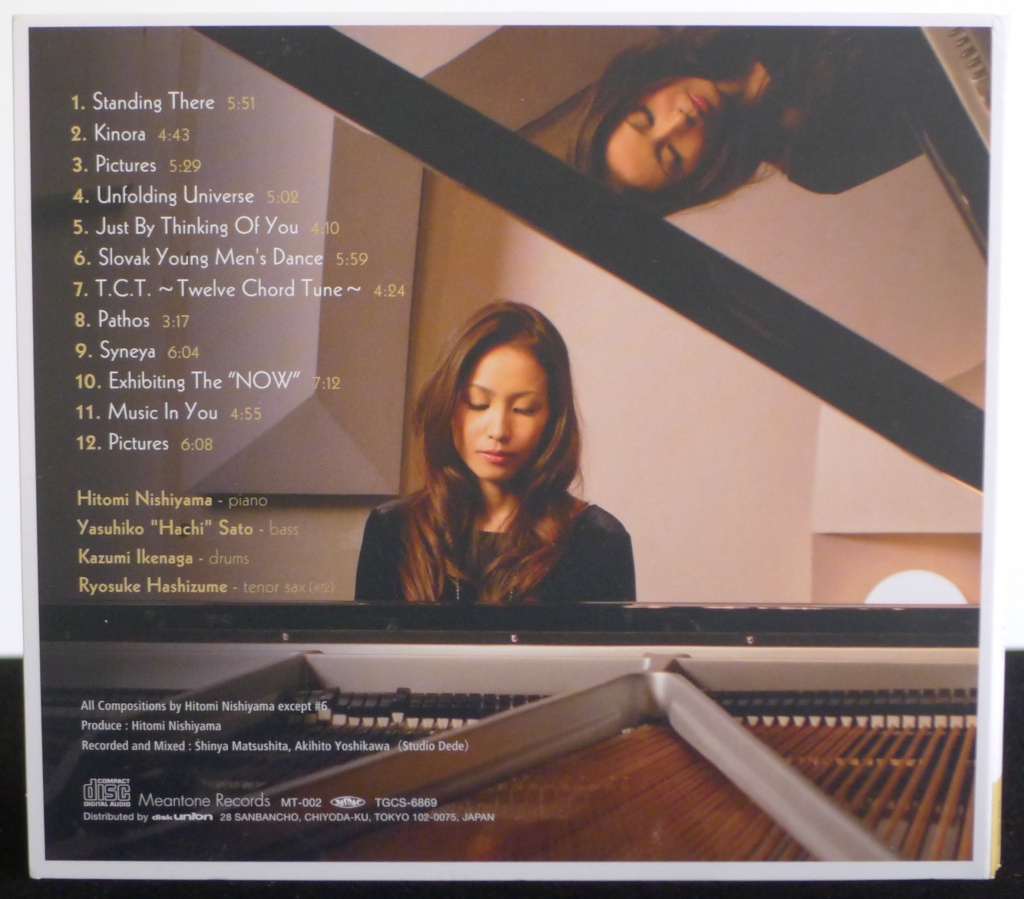 1. Standing There 5:51
2. Kinora 4:43
3. Pictures 5:29
4. Unfolding Universe 5:02
5. Just By Thinking Of You 4:10
6. Slovak Young Men's Dance 5:59
7. T.C.T. ~Twelve Chord Tune~ 4:24
8. Pathos 3:17
9. Syneya 6:04
10. Exhibiting The "NOW" 7:12
11. Music In You 4:55
12. Pictures 6:08
Hitomi Nishiyama - piano
Yasuhiko "Hachi" Sato - bass
Kazumi Ikenaga - drums
Ryosuke Hashizume - tenor sax (#12)
All Compositions by Hitomi Nishiyama except #6
Produce : Hitomi Nishiyama
Recorded and Mixed : Shinya Matsushita, Akihito Yoshikawa (Studio Dede)
COMPACT disc DIGITAL AUDIO Meantone Records MT-002 TGCS-6869
Distributed by diskunion 28 SANBANCHO, CHIYODA-KU, TOKYO 102-0075, JAPAN